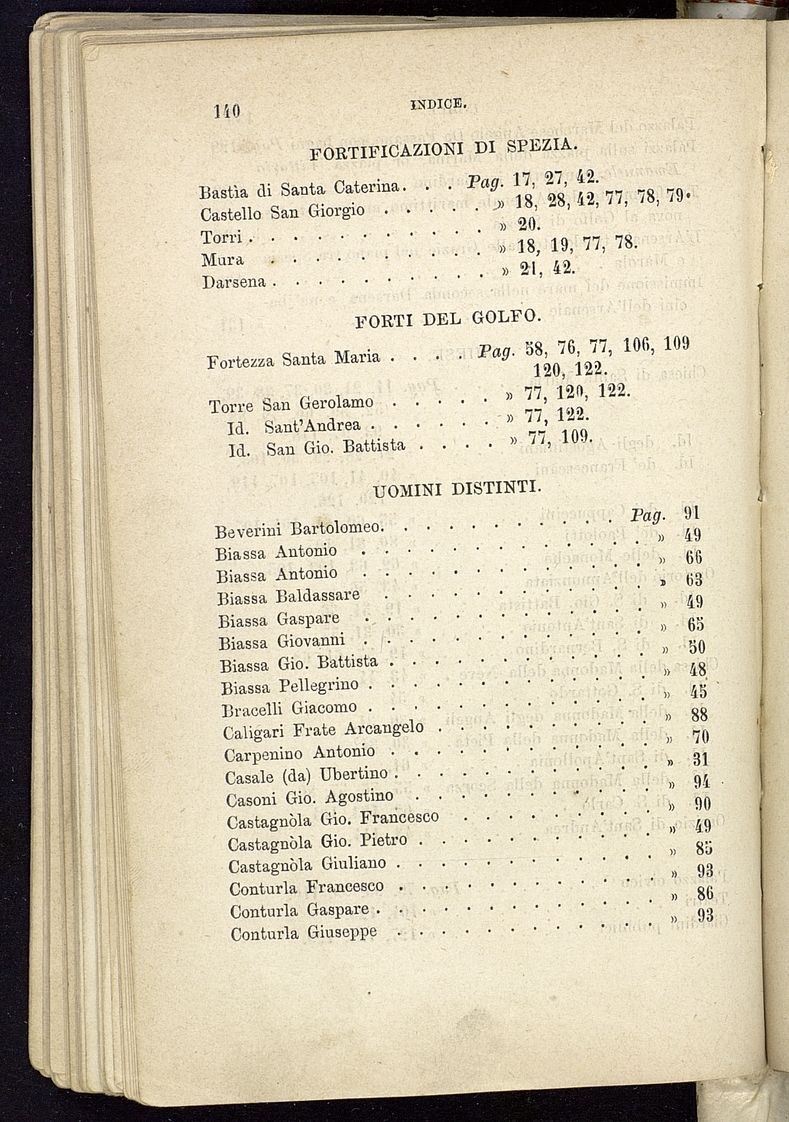 140 INDICE.
FORTIFICAZIONI DI SPEZIA.
Bastia di Santa Caterina. . . Pag. 17, 27, 42.
Castello San Giorgio . . . . . » 18, 28, 42, 77, 78, 79.
Torri . . . . . . . . . . » 20.
Mura . . . . . . . . . . » 18, 19, 77, 78.
Darsena . . . . . . . . . . » 21, 42.
FORTI DEL GOLFO.
Fortezza Santa Maria . . . . Pag. 58, 76, 77, 106, 109
120, 122.
Torre San Gerolamo . . . . . » 77, 120, 122.
Id. Sant'Andrea . . . . . . » 77, 122.
Id. San Gio. Battista . . . . » 77, 109.
UOMINI DISTINTI.
Beverini Bartolomeo. . . . . . . . . . Pag. 91
Biassa Antonio . . . . . . . . . . » 49
Biassa Antonio . . . . . . . . . . » 66
Biassa Baldassare . . . . . . . . . . » 63
Biassa Gaspare . . . . . . . . . . » 49
Biassa Giovanni . . . . . . . . . . » 65
Biassa Gio. Battista . . . . . . . . . . » 50
Biassa Pellegrino . . . . . . . . . . » 48
Bracelli Giacomo . . . . . . . . . . » 45
Caligari Frate Arcangelo . . . . . . . . » 88
Carpenino Antonio . . . . . . . . . . » 70
Casale (da) Ubertino . . . . . . . . . . » 31
Casoni Gio. Agostino . . . . . . . . . » 94
Castagnòla Gio. Francesco . . . . . . . . » 90
Castagnòla Gio. Pietro . . . . . . . . . » 49
Castagnòla Giuliano . . . . . . . . . . » 85
Conturla Francesco . . . . . . . . . . » 93
Conturla Gaspare . . . . . . . . . . » 86
Conturla Giuseppe . . . . . . . . . . » 93